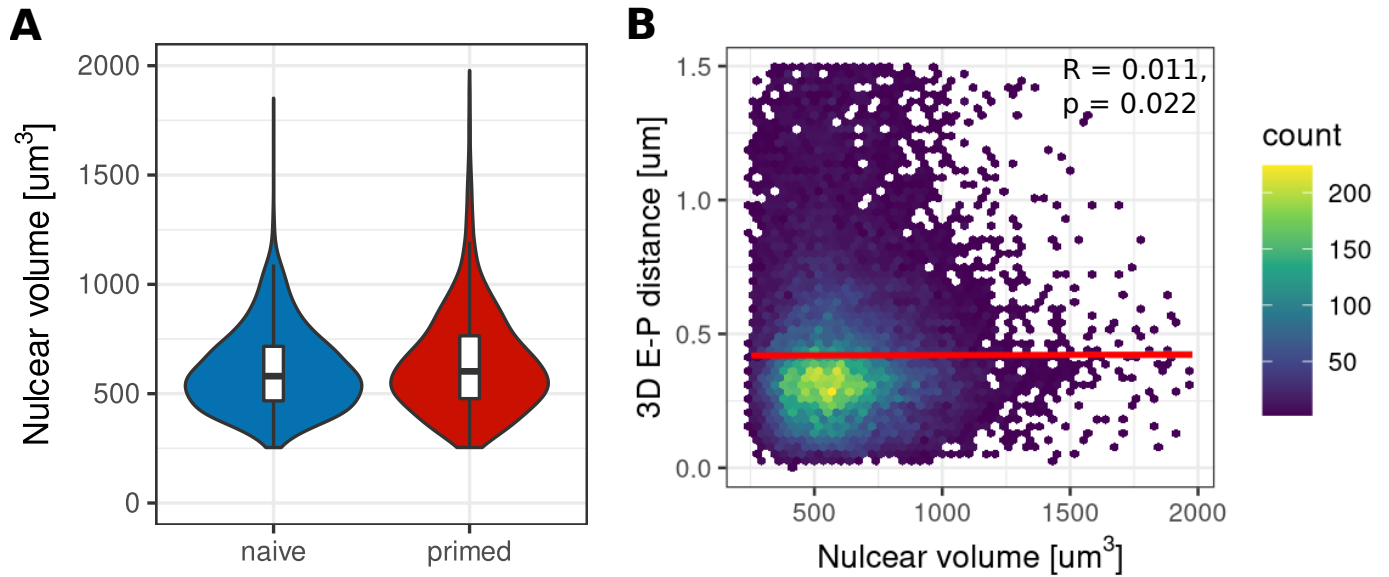 A
Nulcear volume [um³]
2000
1500
1000
500
0
naive
primed
B
3D E-P distance [um]
1.5
1.0
0.5
0.0
R = 0.011,
p = 0.022
500
1000
1500
2000
Nulcear volume [um³]
count
200
150
100
50